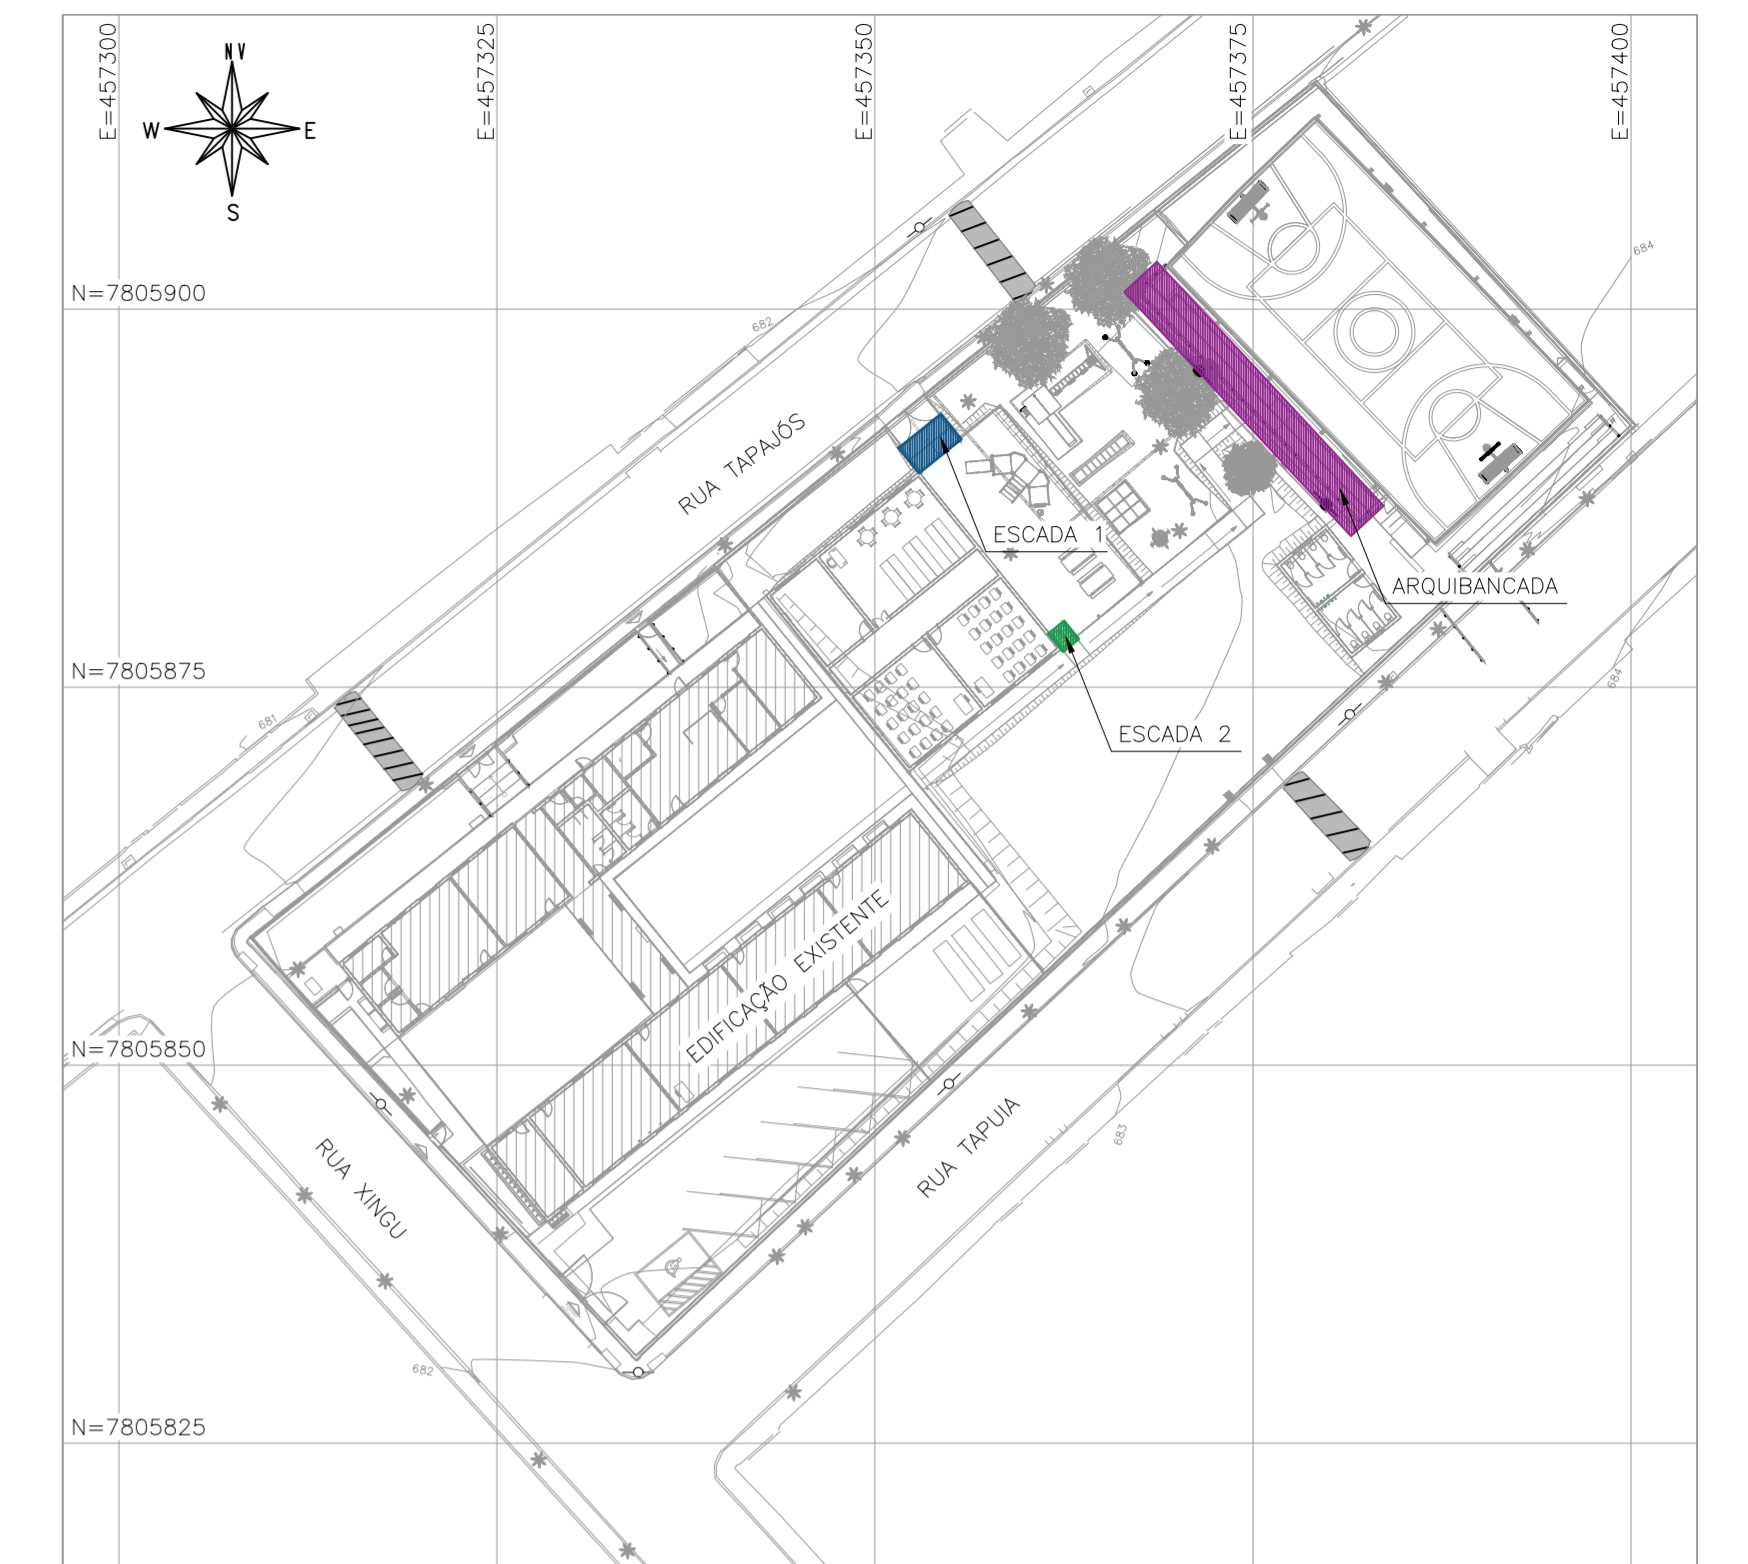 E=457300
E=457325
E=457350
E=457375
E=457400
NV
W
E
S
684
N=7805900
682
RUA TAPAJÓS
ESCADA 1
ARQUIBANCADA
N=7805875
684
681
ESCADA 2
EDIFICAÇÃO EXISTENTE
N=7805850
RUA TAPUIA
683
RUA XINGU
682
N=7805825